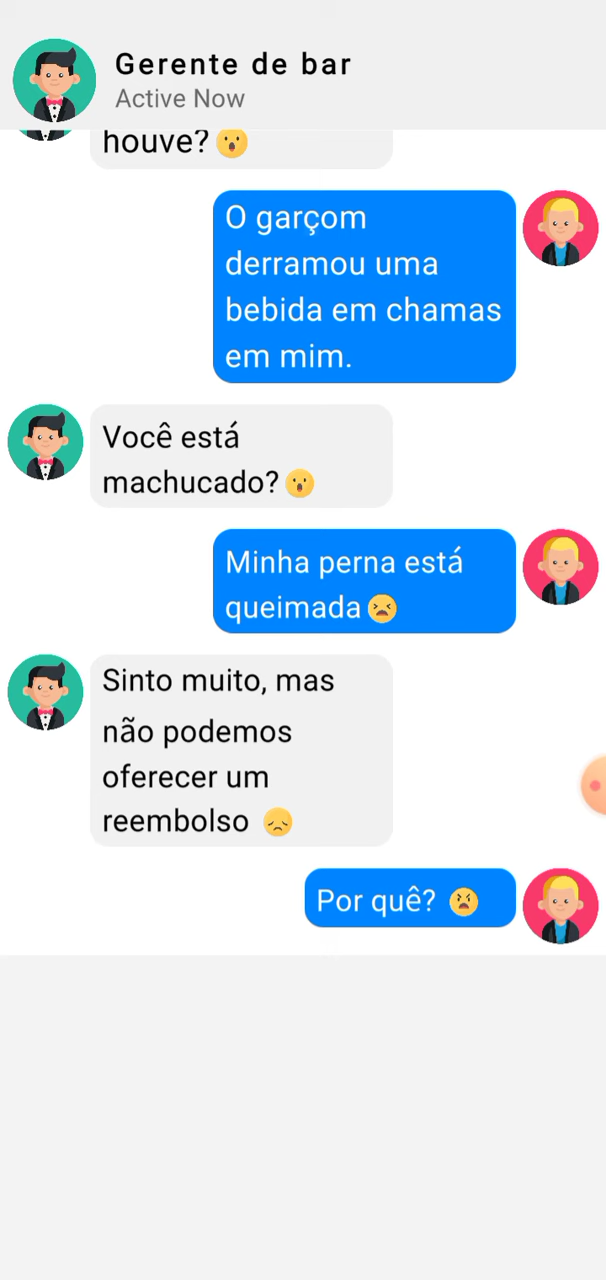 Gerente de bar
Active Now
houve? 😮
O garçom
derramou uma
bebida em chamas
em mim.
Você está
machucado? 😮
Minha perna está
queimada 😣
Sinto muito, mas
não podemos
oferecer um
reembolso 😞
Por quê? 😠